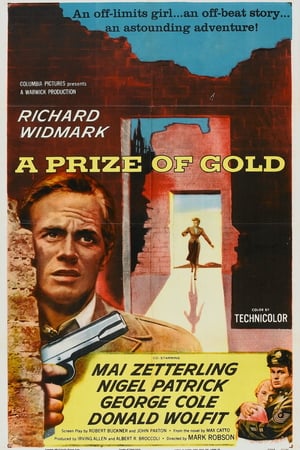 An off-limits girl...an off-beat story...
an astounding adventure!
COLUMBIA PICTURES presents
A WARWICK PRODUCTION
RICHARD
WIDMARK
A PRIZE OF GOLD
COLOR BY
TECHNICOLOR
CO-STARRING
MAI ZETTERLING
NIGEL PATRICK
GEORGE COLE
DONALD WOLFIT
Screen Play by ROBERT BUCKNER and JOHN PAXTON · From the novel by MAX CATTO
Produced by IRVING ALLEN and ALBERT R. BROCCOLI · Directed by MARK ROBSON